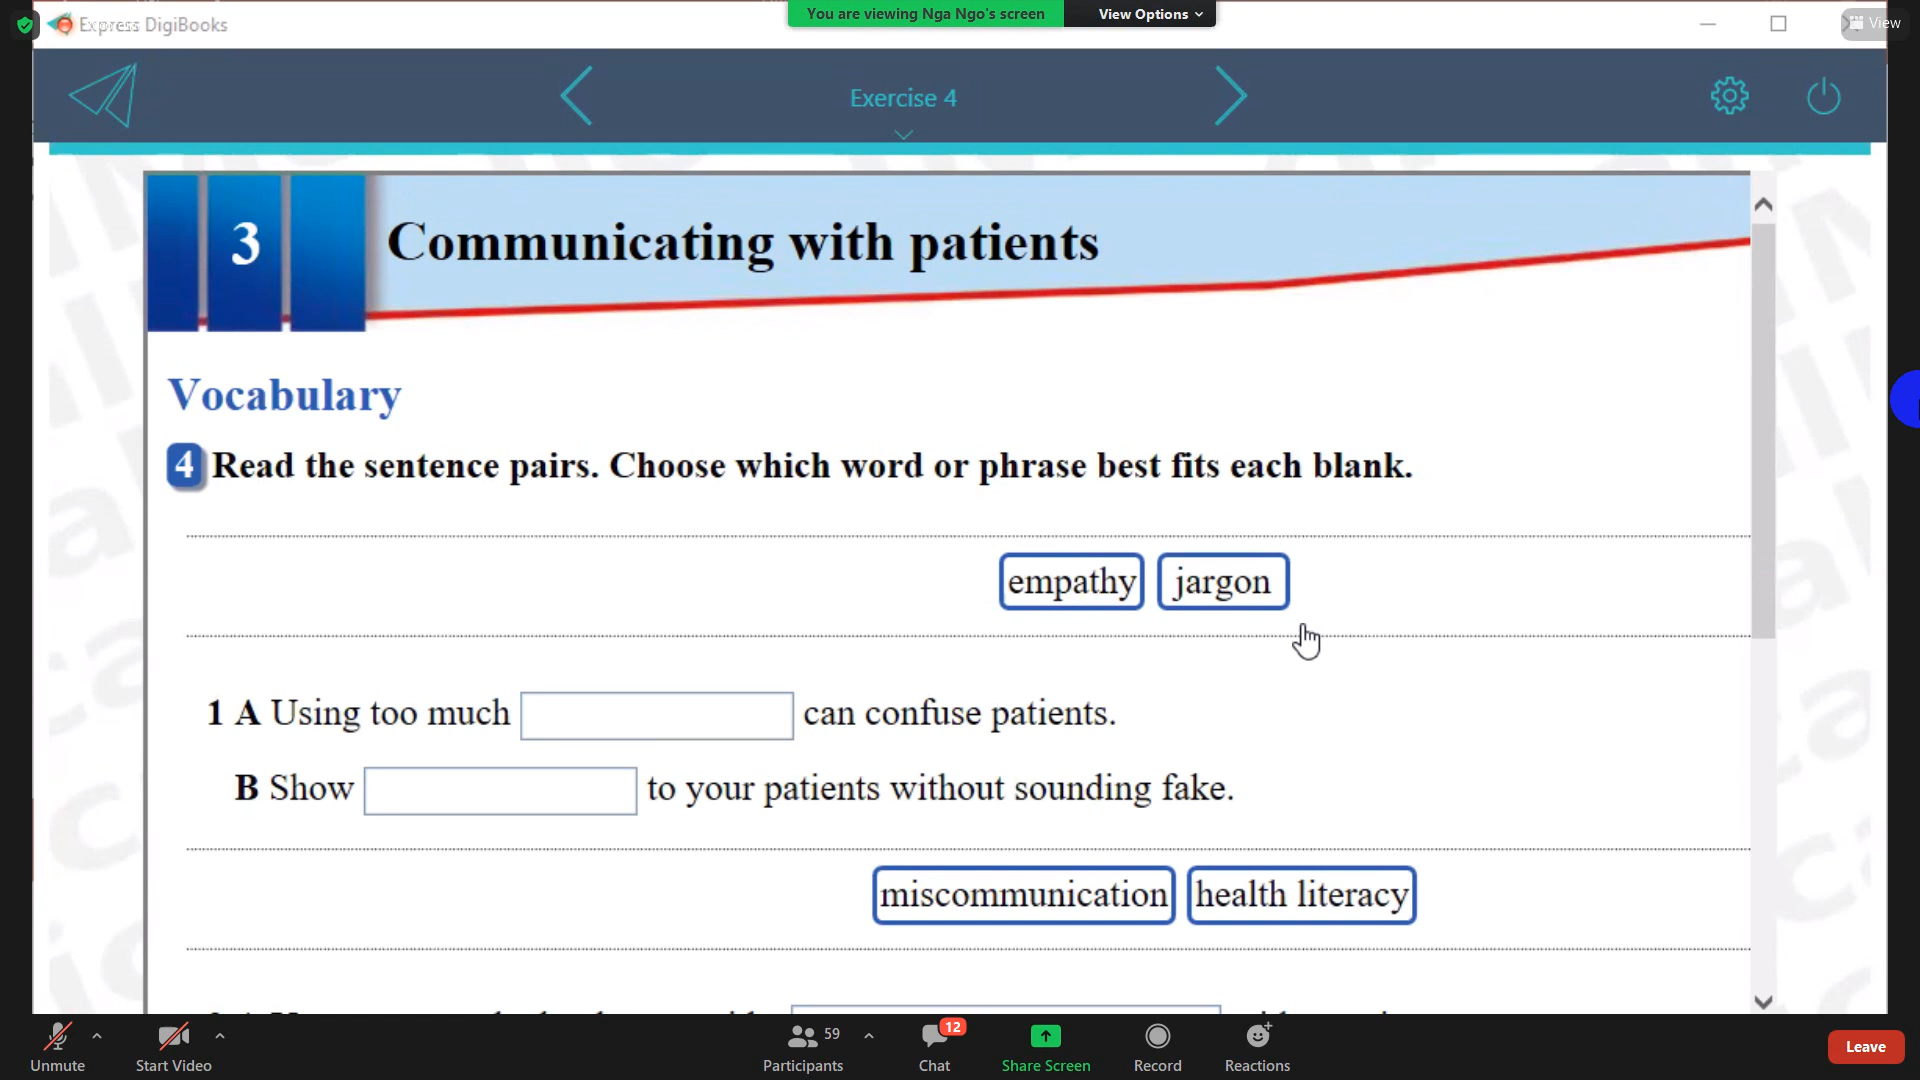 Express DigiBooks
You are viewing Nga Ngo's screen
View Options
View
Exercise 4
3
Communicating with patients
Vocabulary
4 Read the sentence pairs. Choose which word or phrase best fits each blank.
empathy jargon
1 A Using too much can confuse patients.
B Show to your patients without sounding fake.
miscommunication health literacy
Unmute
Start Video
59
Participants
12
Chat
Share Screen
Record
Reactions
Leave